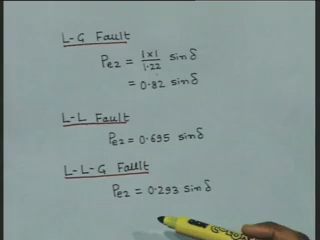 L-G Fault
Pe2 = 1×1/1.22 sin δ
= 0.82 sin δ
L-L Fault
Pe2 = 0.695 sin δ
L-L-G Fault
Pe2 = 0.293 sin δ